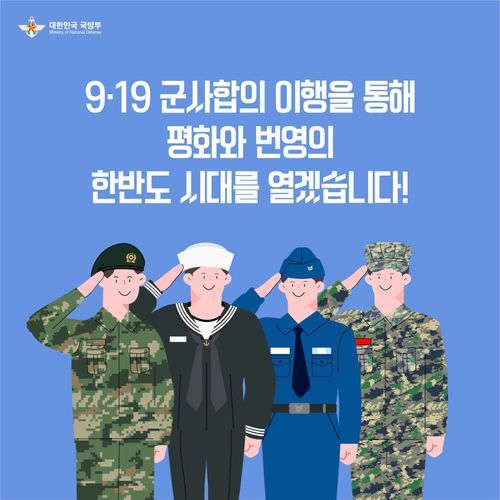 대한민국 국방부
Ministry of National Defense
9·19 군사합의 이행을 통해
평화와 번영의
한반도 시대를 열겠습니다!